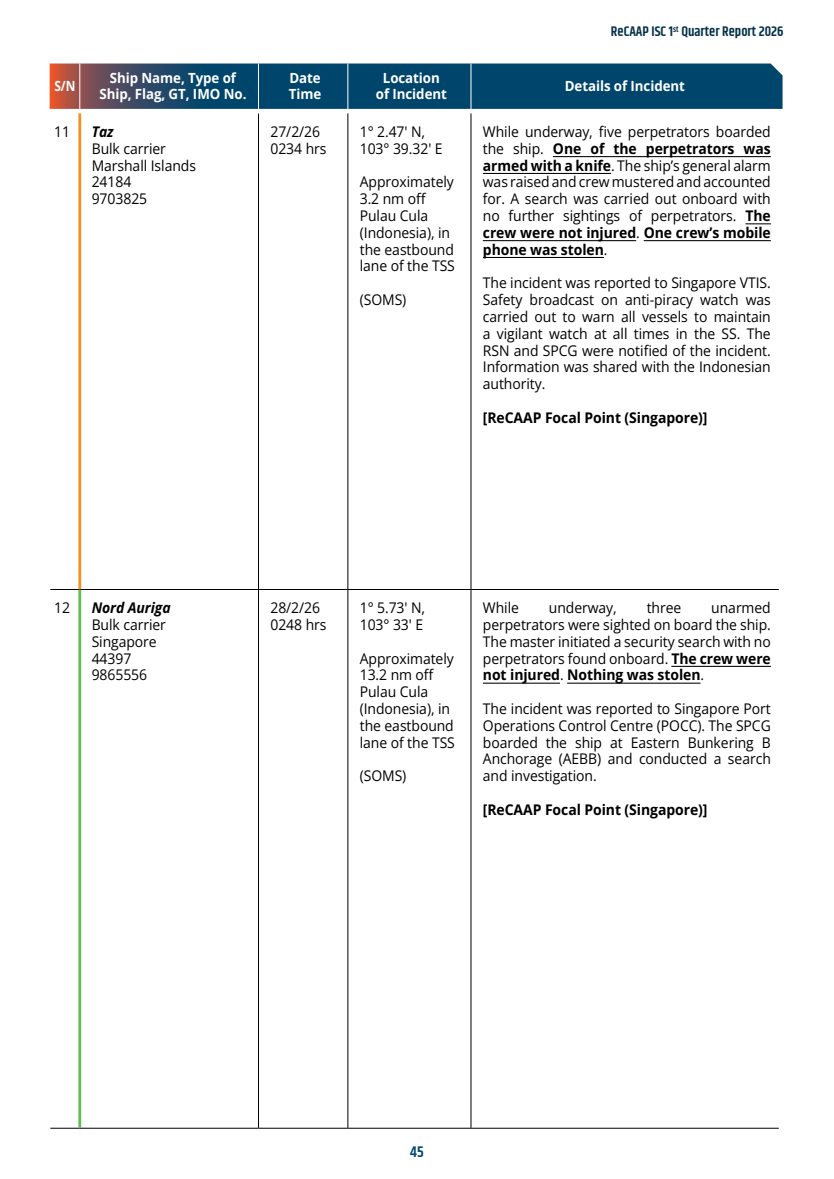 ReCAAP ISC 1st Quarter Report 2026
S/N
Ship Name, Type of
Ship, Flag, GT, IMO No.
Date
Time
Location
of Incident
Details of Incident
11
Taz
Bulk carrier
Marshall Islands
24184
9703825
27/2/26
0234 hrs
1° 2.47' N,
103° 39.32' E
Approximately
3.2 nm off
Pulau Cula
(Indonesia), in
the eastbound
lane of the TSS
(SOMS)
While underway, five perpetrators boarded
the ship. One of the perpetrators was
armed with a knife. The ship's general alarm
was raised and crew mustered and accounted
for. A search was carried out onboard with
no further sightings of perpetrators. The
crew were not injured. One crew's mobile
phone was stolen.
The incident was reported to Singapore VTIS.
Safety broadcast on anti-piracy watch was
carried out to warn all vessels to maintain
a vigilant watch at all times in the SS. The
RSN and SPCG were notified of the incident.
Information was shared with the Indonesian
authority.
[ReCAAP Focal Point (Singapore)]
12
Nord Auriga
Bulk carrier
Singapore
44397
9865556
28/2/26
0248 hrs
1° 5.73' N,
103° 33' E
Approximately
13.2 nm off
Pulau Cula
(Indonesia), in
the eastbound
lane of the TSS
(SOMS)
While underway, three unarmed
perpetrators were sighted on board the ship.
The master initiated a security search with no
perpetrators found onboard. The crew were
not injured. Nothing was stolen.
The incident was reported to Singapore Port
Operations Control Centre (POCC). The SPCG
boarded the ship at Eastern Bunkering B
Anchorage (AEBB) and conducted a search
and investigation.
[ReCAAP Focal Point (Singapore)]
45